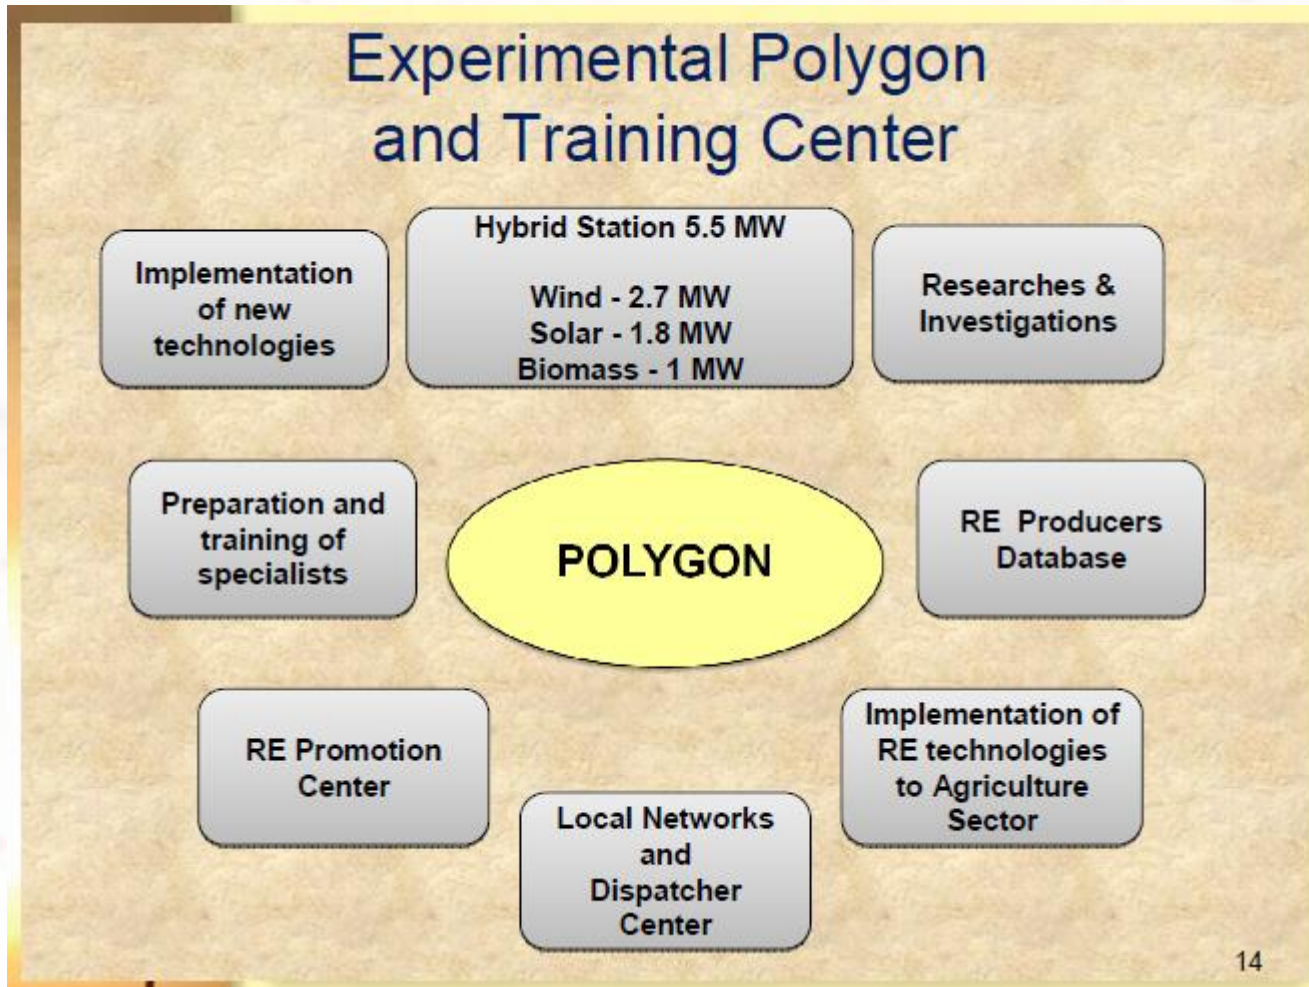 Experimental Polygon
and Training Center
Implementation
of new
technologies
Hybrid Station 5.5 MW
Wind - 2.7 MW
Solar - 1.8 MW
Biomass - 1 MW
Researches &
Investigations
Preparation and
training of
specialists
POLYGON
RE Producers
Database
RE Promotion
Center
Local Networks
and
Dispatcher
Center
Implementation of
RE technologies
to Agriculture
Sector
14